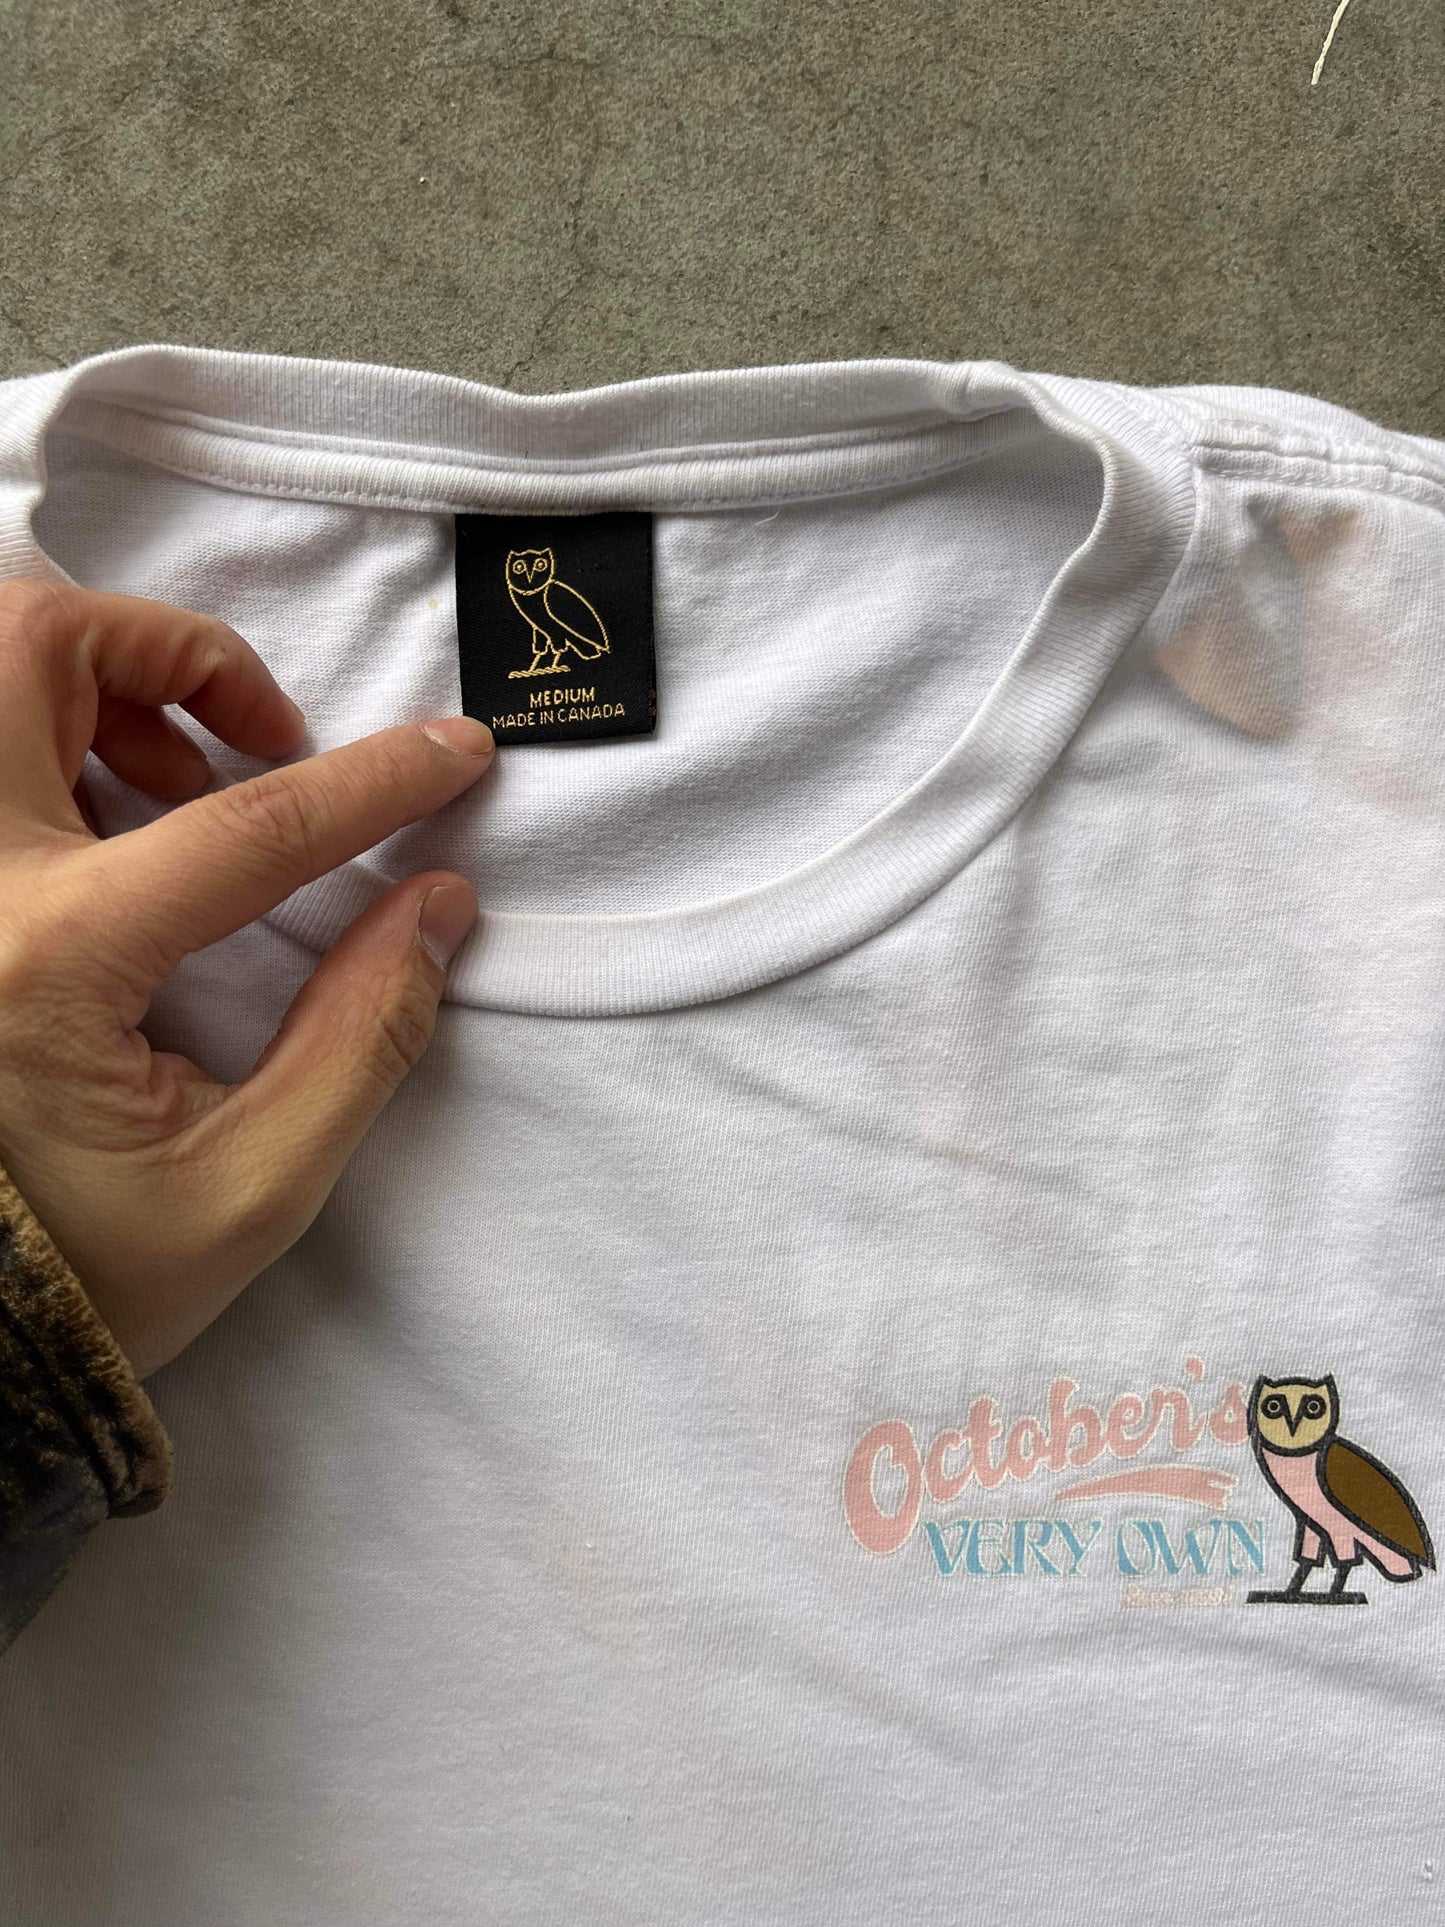 MEDIUM
MADE IN CANADA
October's
VERY OWN